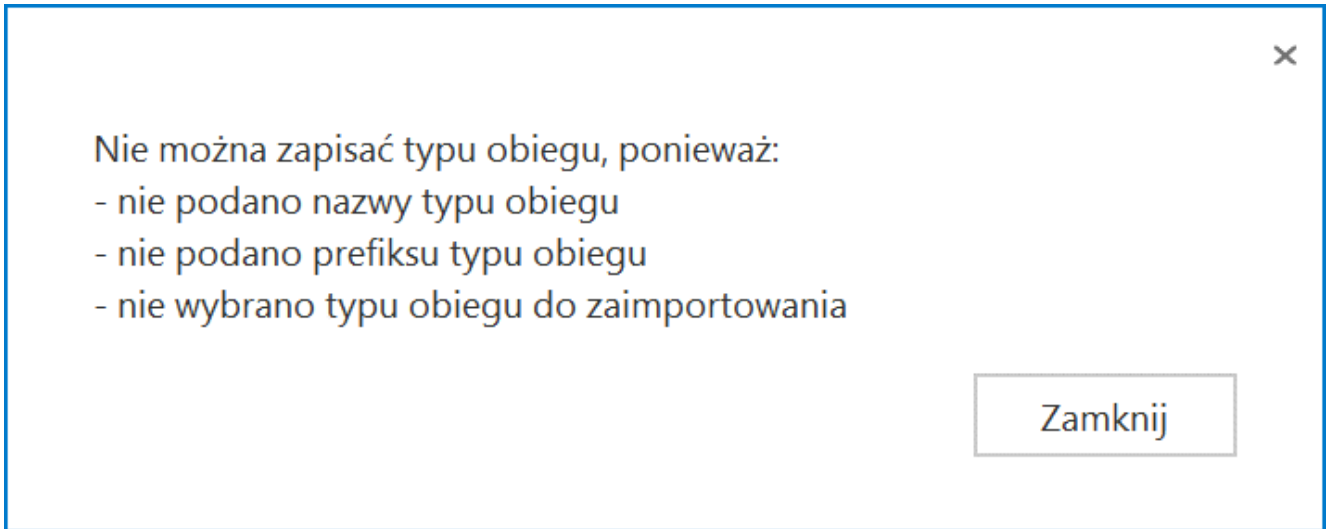 Nie można zapisać typu obiegu, ponieważ:
- nie podano nazwy typu obiegu
- nie podano prefiksu typu obiegu
- nie wybrano typu obiegu do zaimportowania
Zamknij